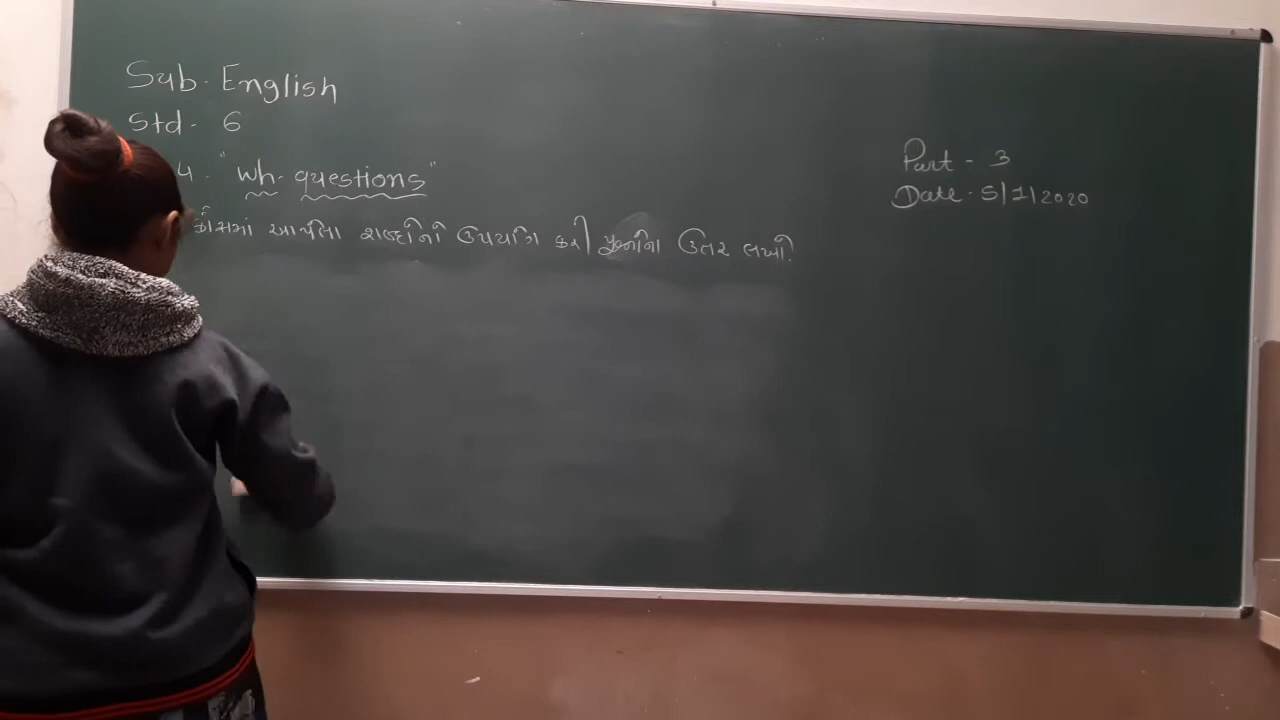 Sub - English
Std - 6
4. "Wh- questions"
કૌંસમાં આપેલા શબ્દોનો ઉપયોગ કરી પ્રશ્નોના ઉત્તર લખો.
Part - 3
Date - 5/1/2020